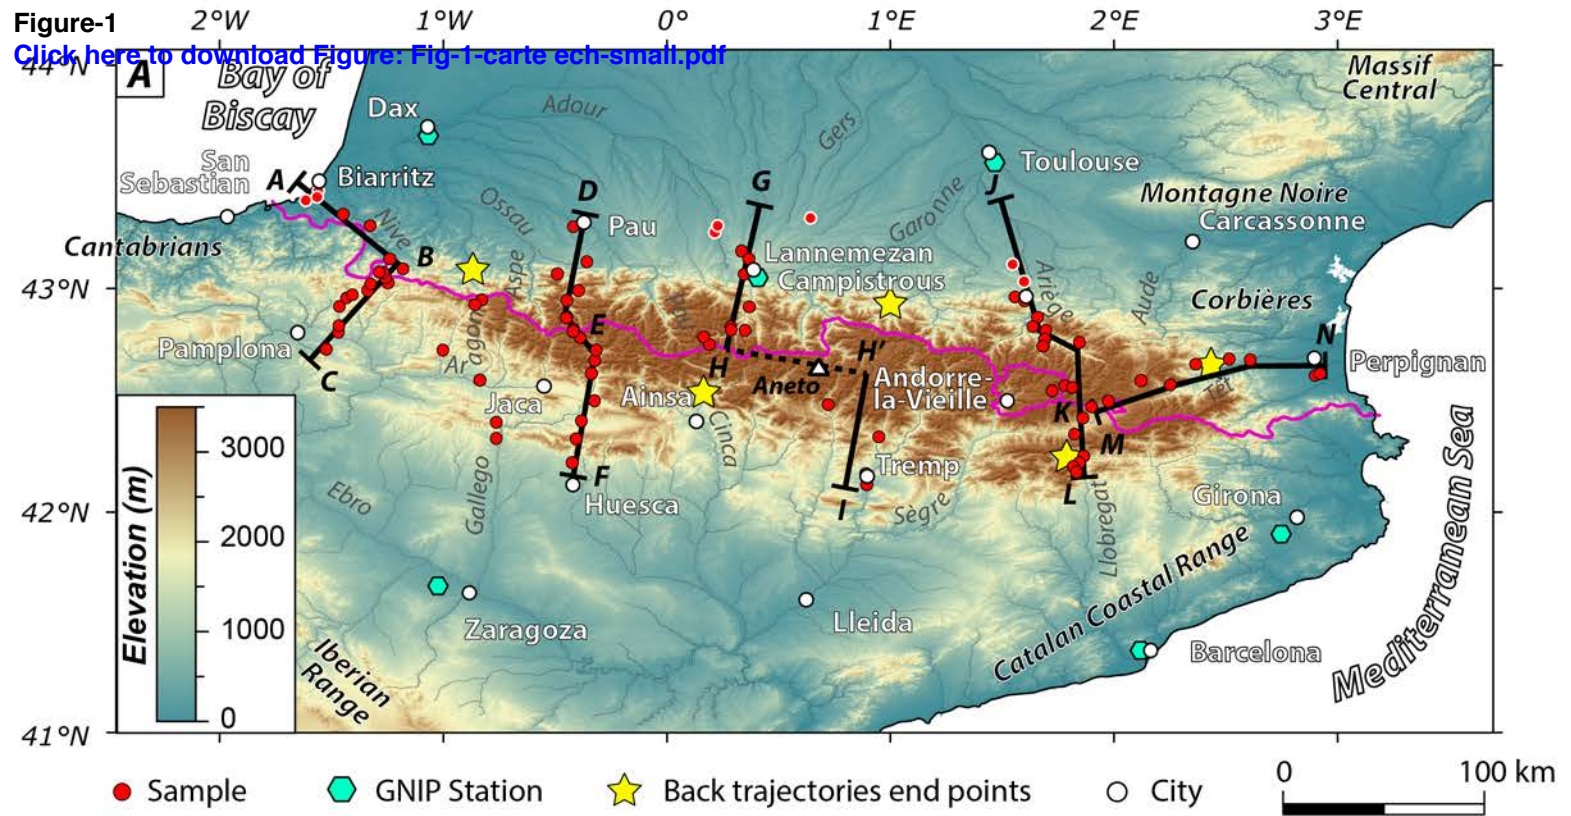 Figure-1
Click here to download Figure: Fig-1-carte ech-small.pdf
2°W
1°W
0°
1°E
2°E
3°E
44°N
43°N
42°N
41°N
A
Bay of
Biscay
Massif
Central
Dax
Adour
Gers
Toulouse
San
Sebastian
A
Biarritz
D
G
J
Montagne Noire
Carcassonne
Ossau
Garonne
Pau
Nive
Cantabrians
B
Aspe
Lannemezan
Campistrous
Ariège
Aude
Corbières
Pamplona
C
Aragon
E
H
H'
Aneto
Andorre-
la-Vieille
N
Perpignan
Têt
Jaca
Ainsa
Cinca
K
M
Tremp
L
F
Huesca
I
Sègre
Gallego
Ebro
Girona
Llobregat
Catalan Coastal Range
Mediterranean Sea
Elevation (m)
3000
2000
1000
0
Zaragoza
Lleida
Barcelona
Iberian
Range
Sample
GNIP Station
Back trajectories end points
City
0
100 km